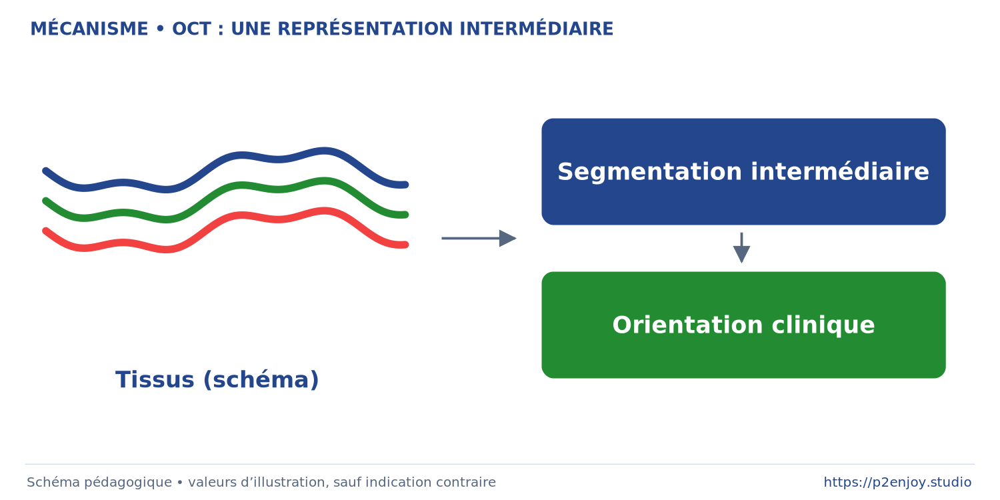 MÉCANISME • OCT : UNE REPRÉSENTATION INTERMÉDIAIRE
Segmentation intermédiaire
Orientation clinique
Tissus (schéma)
Schéma pédagogique • valeurs d’illustration, sauf indication contraire
https://p2enjoy.studio